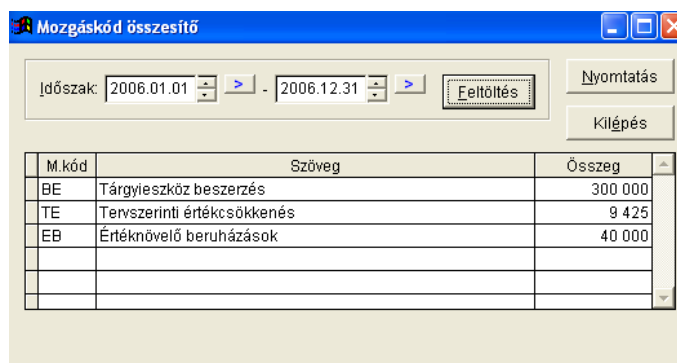 Mozgáskód összesítő
Időszak: 2006.01.01 > - 2006.12.31 > Feltöltés
Nyomtatás
Kilépés
M.kód Szöveg Összeg
BE Tárgyieszköz beszerzés 300 000
TE Tervszerinti értékcsökkenés 9 425
EB Értéknövelő beruházások 40 000